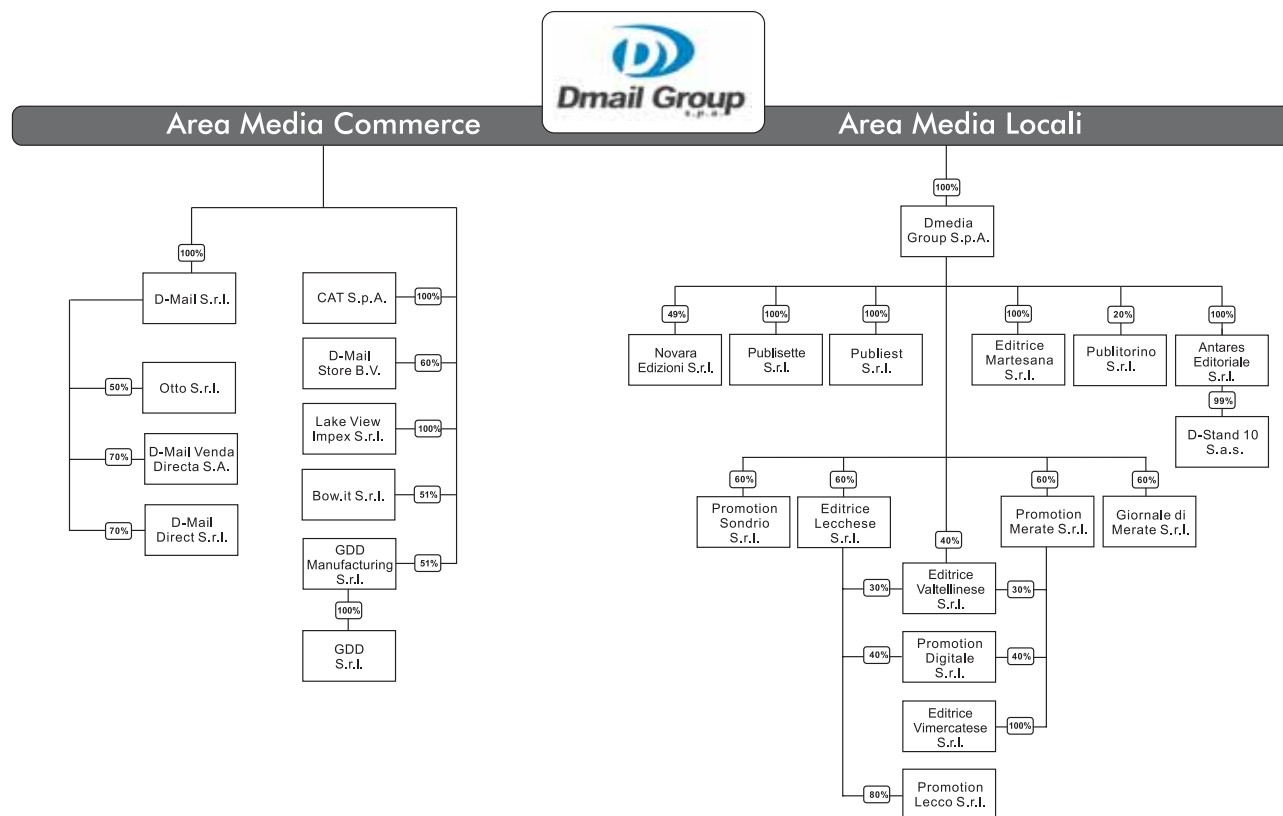 Dmail Group
s.p.a.
Area Media Commerce
Area Media Locali
100%
D-Mail S.r.l.
50%
Otto S.r.l.
70%
D-Mail Venda
Directa S.A.
70%
D-Mail
Direct S.r.l.
CAT S.p.A.
100%
D-Mail
Store B.V.
60%
Lake View
Impex S.r.l.
100%
Bow.it S.r.l.
51%
GDD
Manufacturing
S.r.l.
51%
100%
GDD
S.r.l.
100%
Dmedia
Group S.p.A.
49%
Novara
Edizioni S.r.l.
100%
Publisette
S.r.l.
100%
Publiest
S.r.l.
100%
Editrice
Martesana
S.r.l.
20%
Publitorino
S.r.l.
100%
Antares
Editoriale
S.r.l.
99%
D-Stand 10
S.a.s.
60%
Promotion
Sondrio
S.r.l.
60%
Editrice
Lecchese
S.r.l.
60%
Promotion
Merate S.r.l.
60%
Giornale di
Merate S.r.l.
40%
30%
Editrice
Valtellinese
S.r.l.
30%
40%
Promotion
Digitale
S.r.l.
40%
Editrice
Vimercatese
S.r.l.
100%
80%
Promotion
Lecco S.r.l.